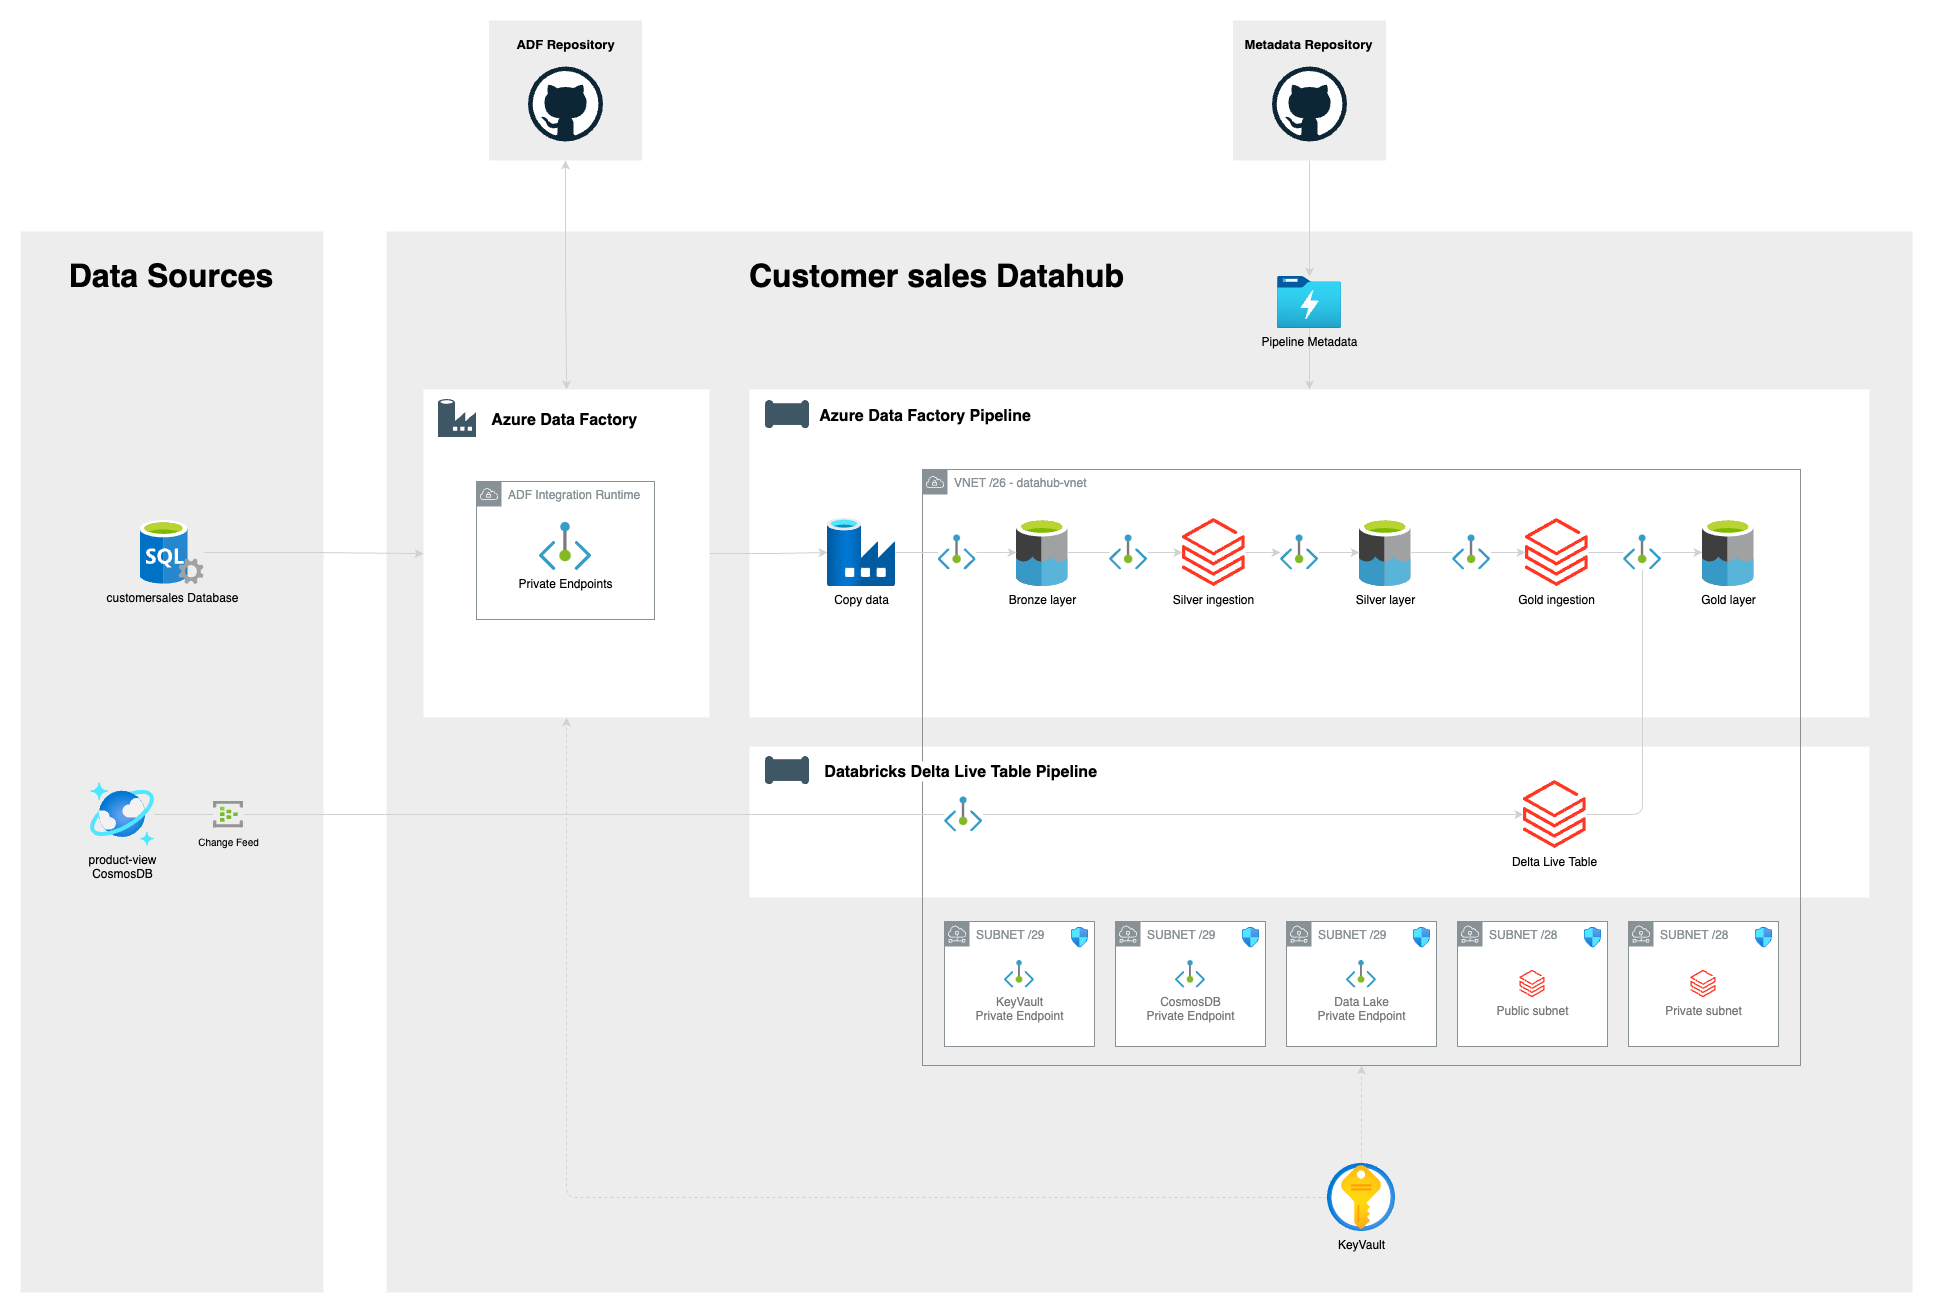 ADF Repository
Metadata Repository
Data Sources
Customer sales Datahub
Pipeline Metadata
Azure Data Factory
Azure Data Factory Pipeline
ADF Integration Runtime
Private Endpoints
VNET /26 - datahub-vnet
SQL
customersales Database
Copy data
Bronze layer
Silver ingestion
Silver layer
Gold ingestion
Gold layer
Databricks Delta Live Table Pipeline
product-view
CosmosDB
Change Feed
Delta Live Table
SUBNET /29
KeyVault
Private Endpoint
SUBNET /29
CosmosDB
Private Endpoint
SUBNET /29
Data Lake
Private Endpoint
SUBNET /28
Public subnet
SUBNET /28
Private subnet
KeyVault